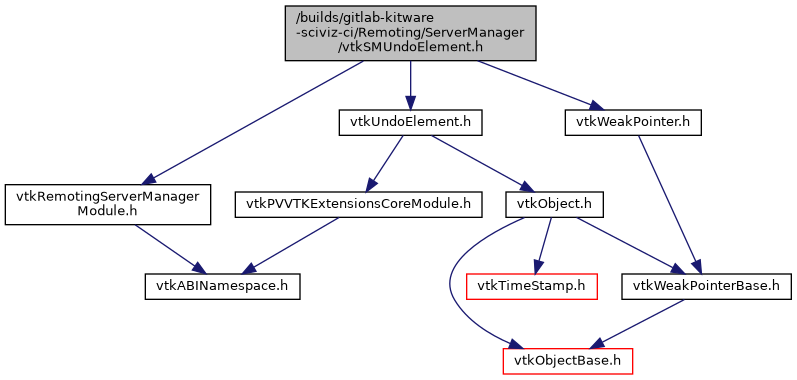 /builds/gitlab-kitware
-sciviz-ci/Remoting/ServerManager
/vtkSMUndoElement.h
vtkUndoElement.h
vtkWeakPointer.h
vtkRemotingServerManager
Module.h
vtkPVVTKExtensionsCoreModule.h
vtkObject.h
vtkABINamespace.h
vtkTimeStamp.h
vtkWeakPointerBase.h
vtkObjectBase.h